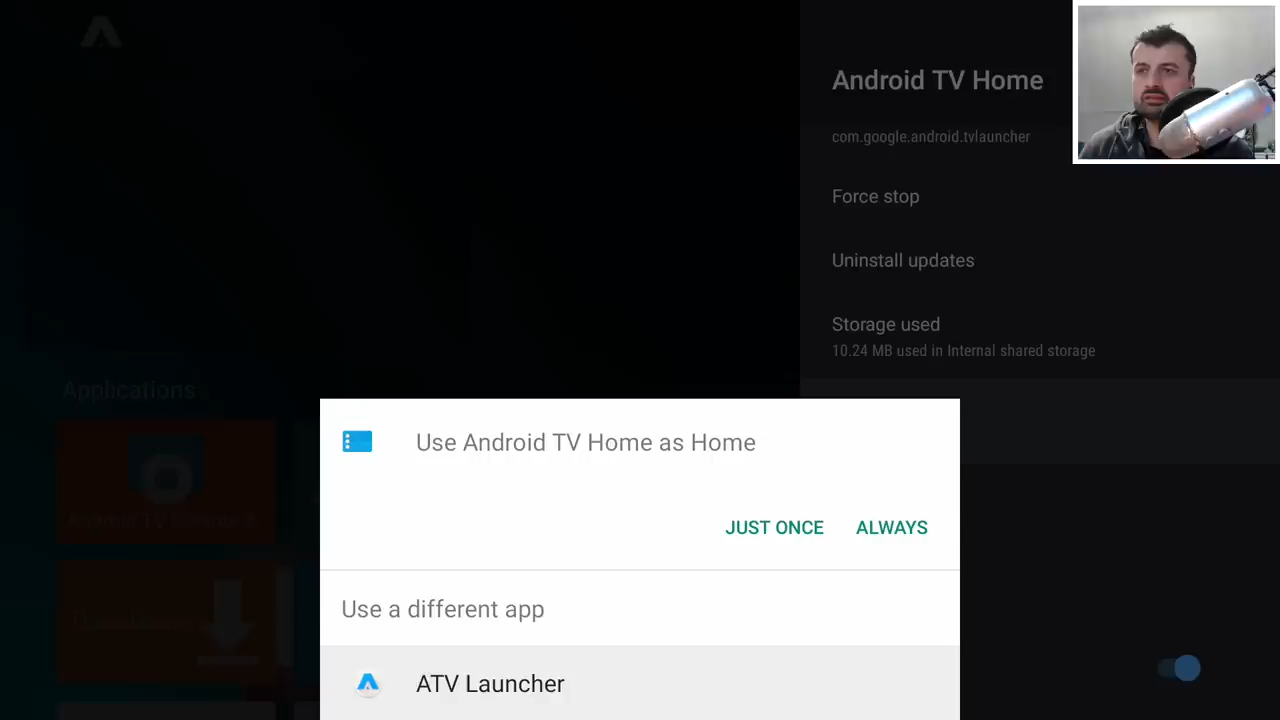 Android TV Home
com.google.android.tvlauncher
Force stop
Uninstall updates
Storage used
10.24 MB used in Internal shared storage
Applications
Use Android TV Home as Home
JUST ONCE
ALWAYS
Use a different app
ATV Launcher